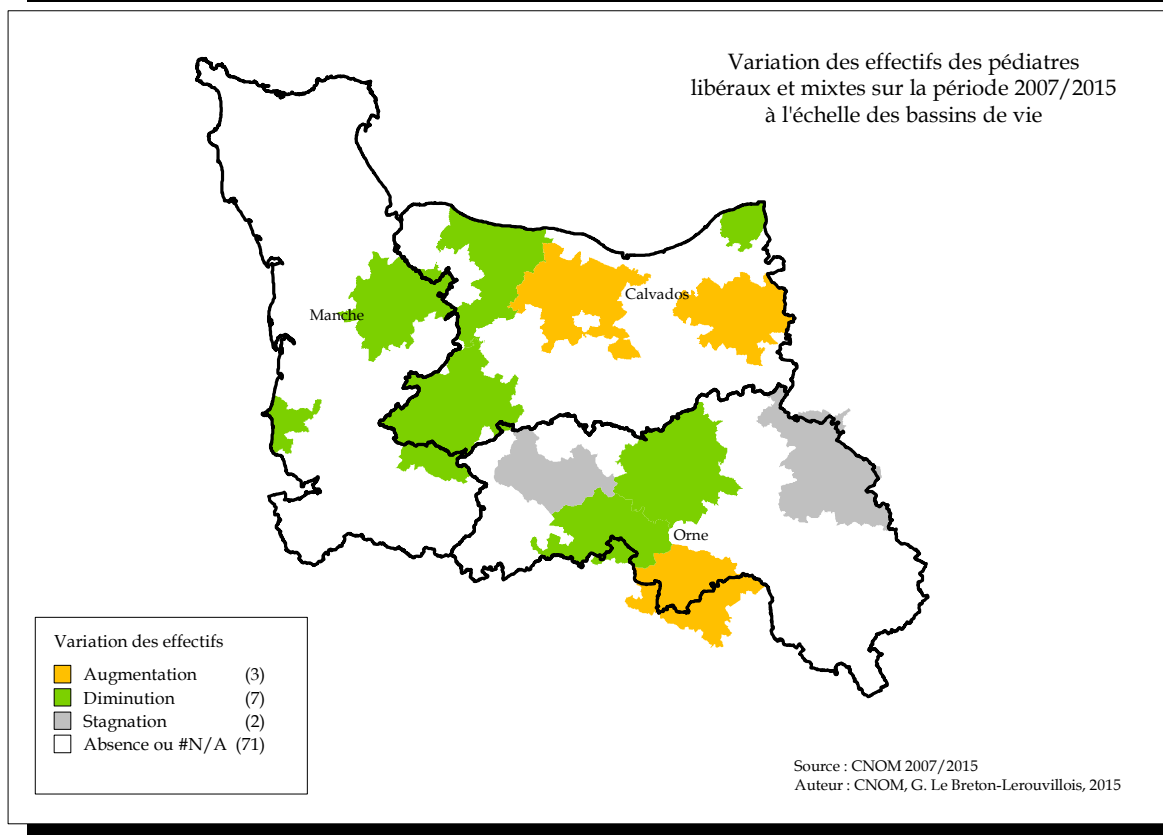 Variation des effectifs des pédiatres
libéraux et mixtes sur la période 2007/2015
à l'échelle des bassins de vie
Calvados
Manche
Orne
Variation des effectifs
Augmentation (3)
Diminution (7)
Stagnation (2)
Absence ou #N/A (71)
Source : CNOM 2007/2015
Auteur : CNOM, G. Le Breton-Lerouvillois, 2015